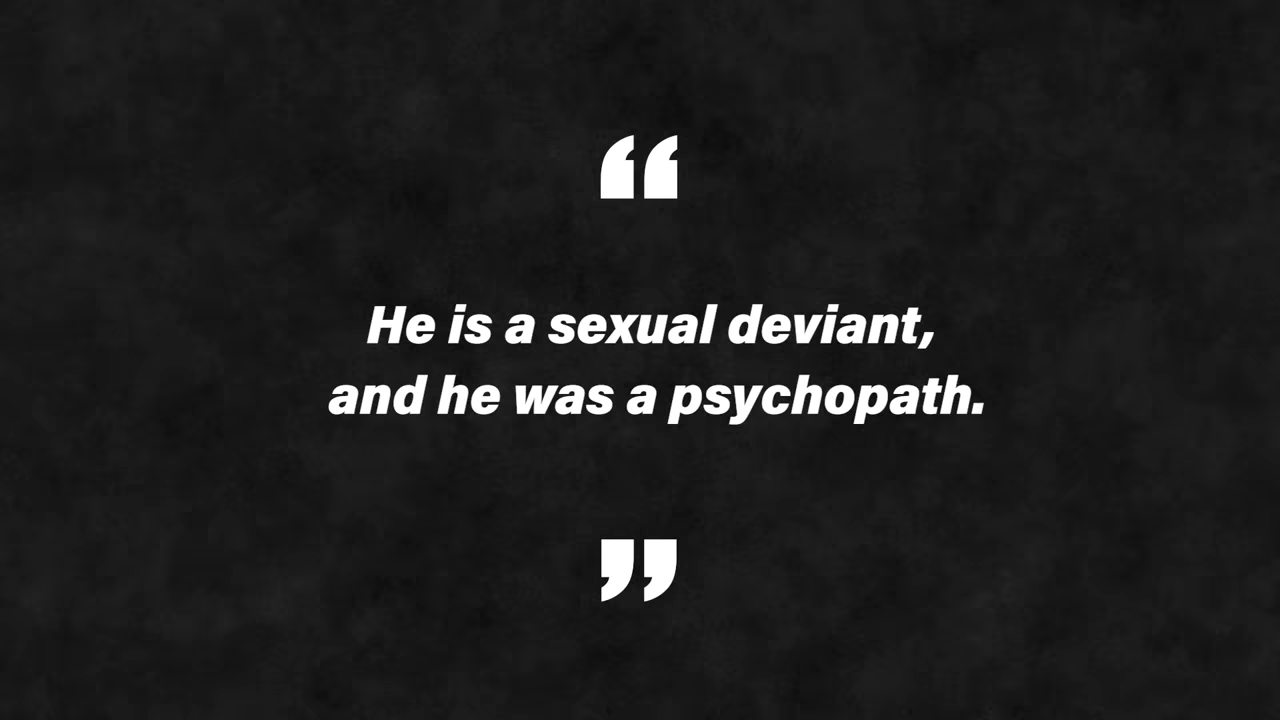 “
He is a sexual deviant,
and he was a psychopath.
”